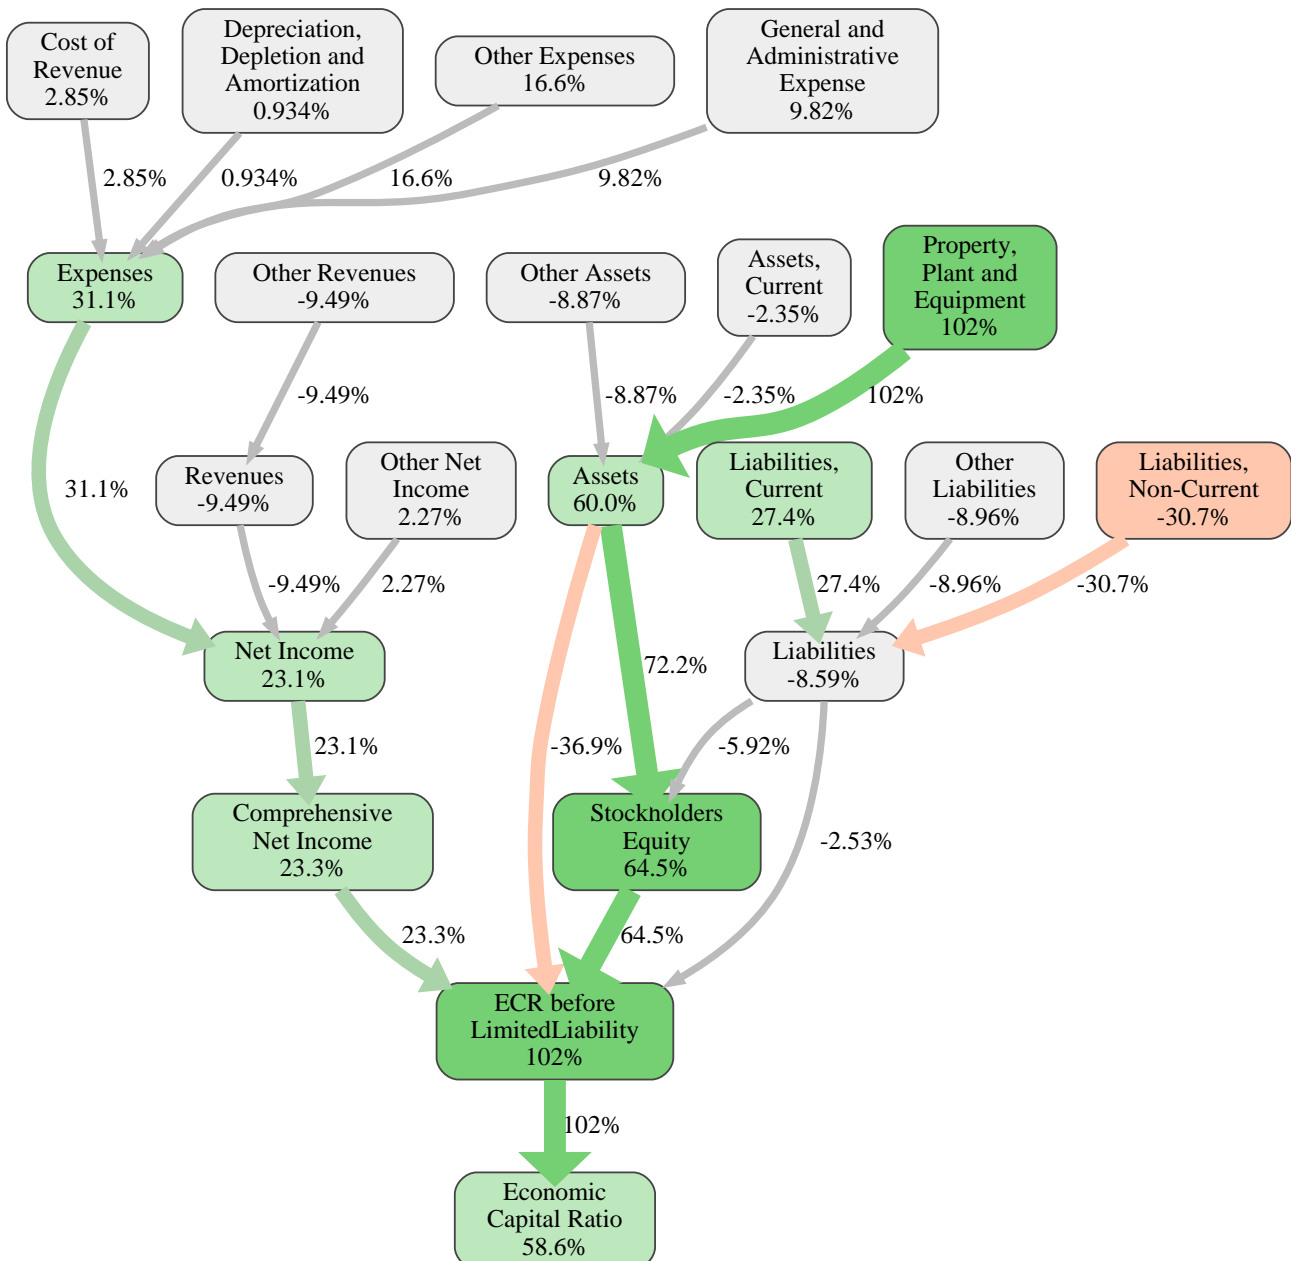 Cost of
Revenue
2.85%
Depreciation,
Depletion and
Amortization
0.934%
Other Expenses
16.6%
General and
Administrative
Expense
9.82%
2.85%
0.934%
16.6%
9.82%
Expenses
31.1%
Other Revenues
-9.49%
Other Assets
-8.87%
Assets,
Current
-2.35%
Property,
Plant and
Equipment
102%
-9.49%
-8.87%
-2.35%
102%
31.1%
Revenues
-9.49%
Other Net
Income
2.27%
Assets
60.0%
Liabilities,
Current
27.4%
Other
Liabilities
-8.96%
Liabilities,
Non-Current
-30.7%
-9.49%
2.27%
27.4%
-8.96%
-30.7%
Net Income
23.1%
72.2%
Liabilities
-8.59%
23.1%
-36.9%
-5.92%
Comprehensive
Net Income
23.3%
Stockholders
Equity
64.5%
-2.53%
23.3%
64.5%
ECR before
LimitedLiability
102%
102%
Economic
Capital Ratio
58.6%